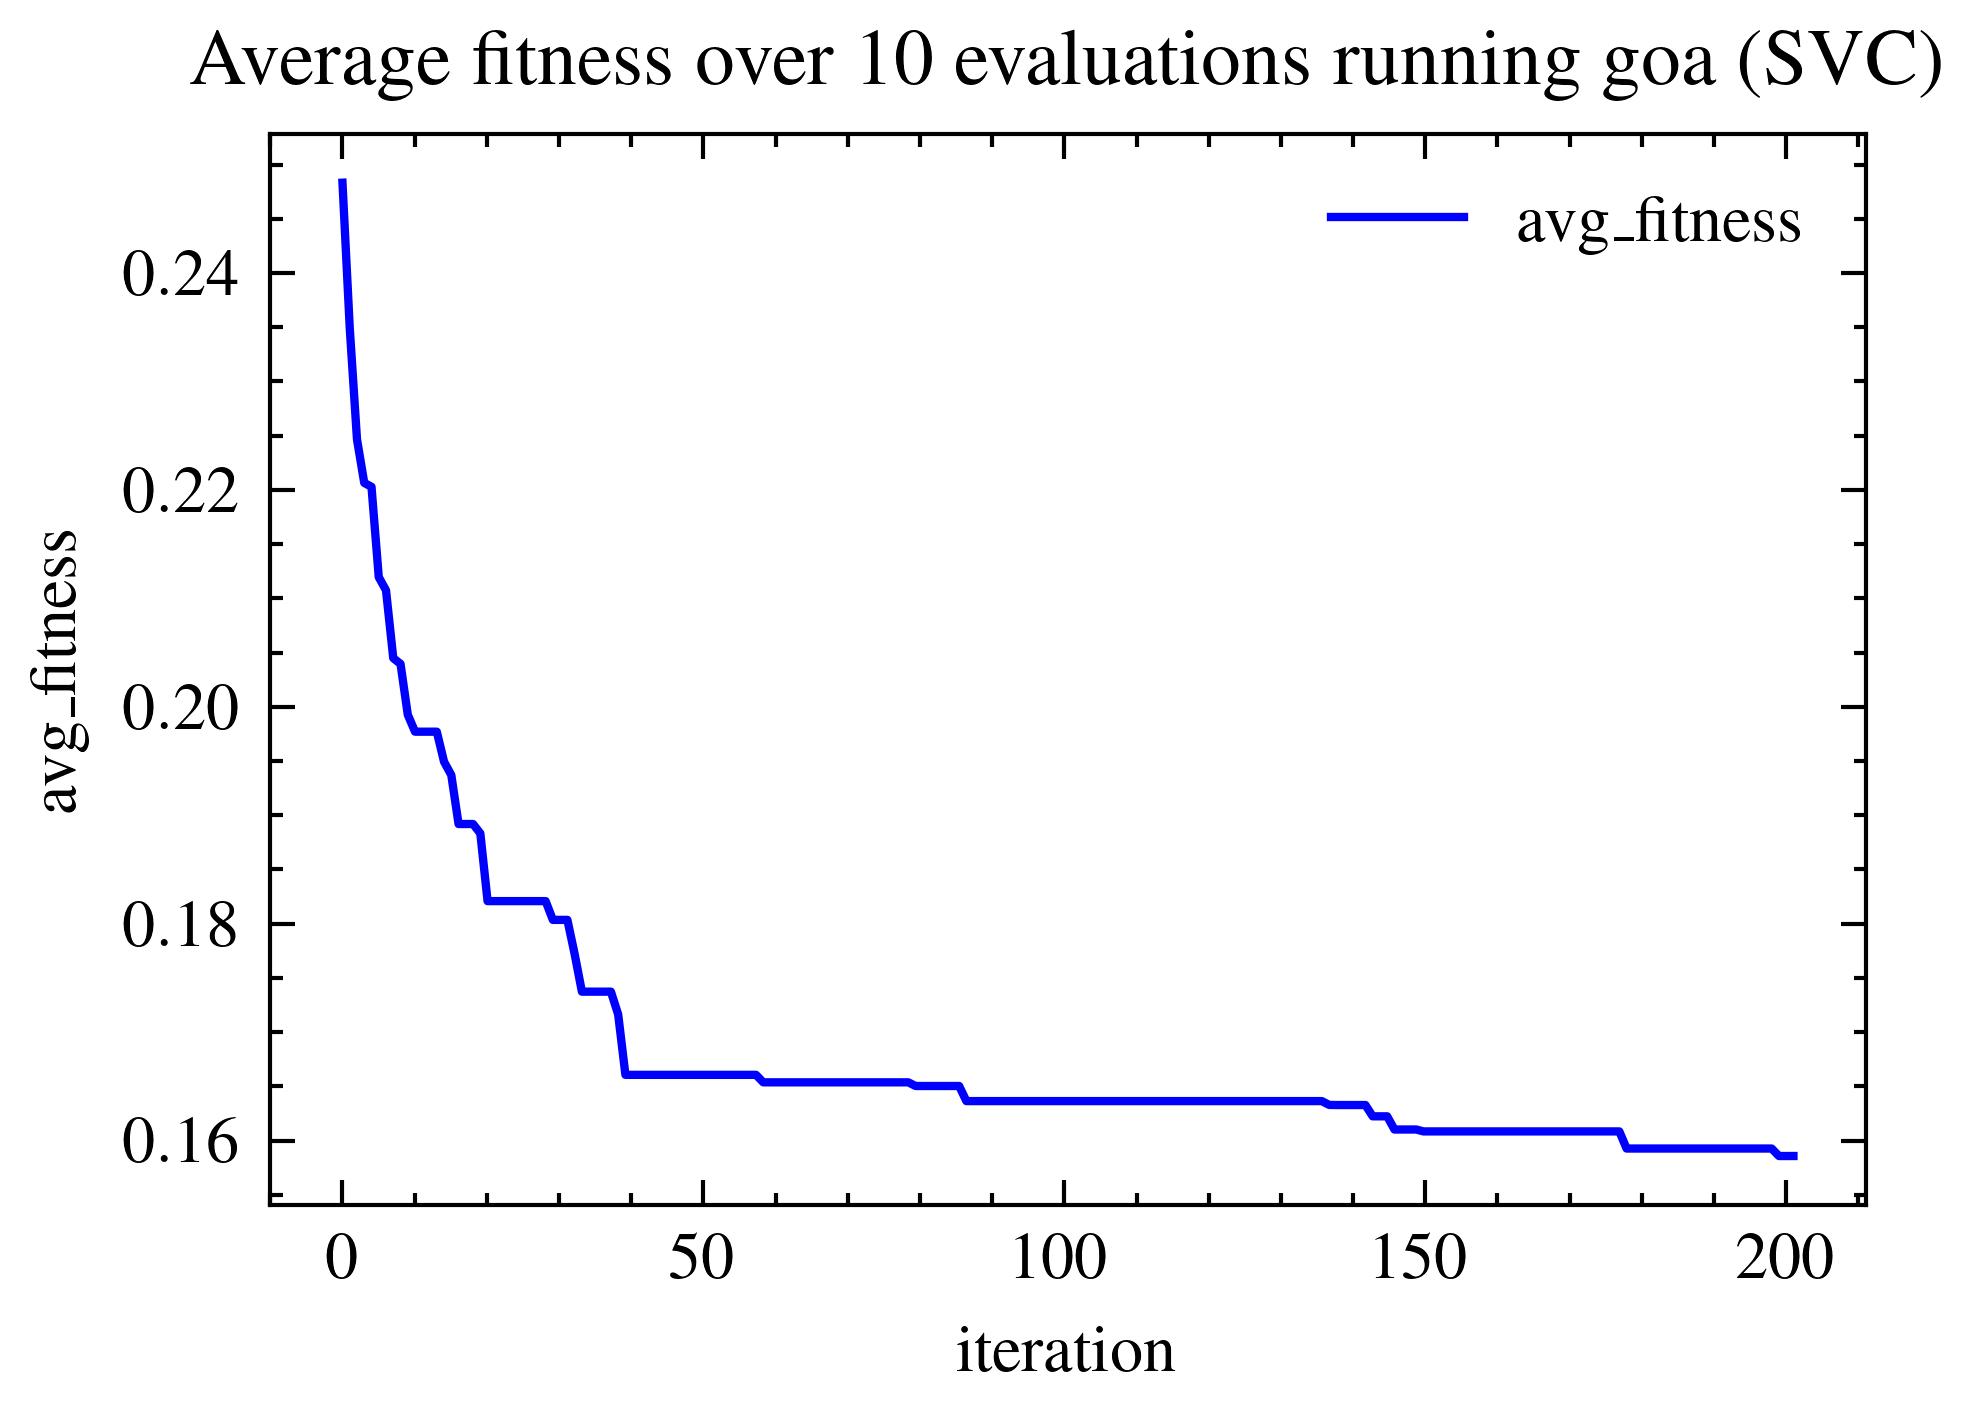 Average fitness over 10 evaluations running goa (SVC)
avg_fitness
0.24
0.22
0.20
0.18
0.16
avg_fitness
0 50 100 150 200
iteration